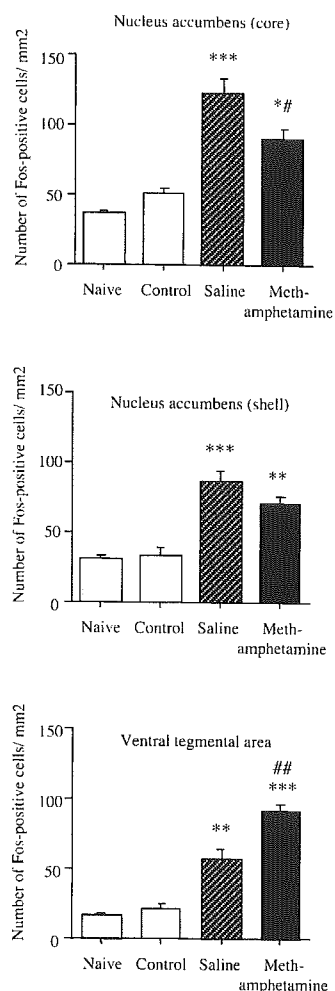 Nucleus accumbens (core)
Number of Fos-positive cells/ mm2
150
100
50
0
***
*#
Naive Control Saline Meth-
amphetamine
Nucleus accumbens (shell)
Number of Fos-positive cells/ mm2
150
100
50
0
***
**
Naive Control Saline Meth-
amphetamine
Ventral tegmental area
Number of Fos-positive cells/ mm2
150
100
50
0
**
##
***
Naive Control Saline Meth-
amphetamine